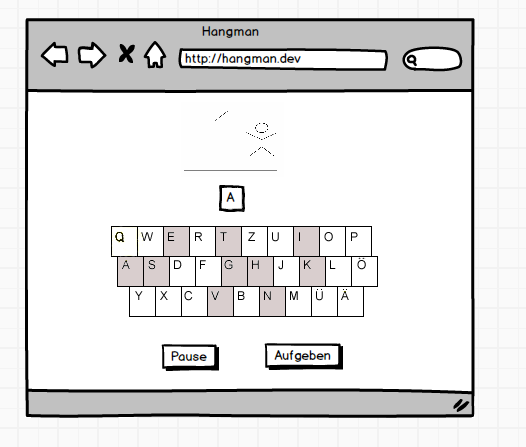 Hangman
http://hangman.dev
A
Q W E R T Z U I O P
A S D F G H J K L Ö
Y X C V B N M Ü Ä
Pause Aufgeben